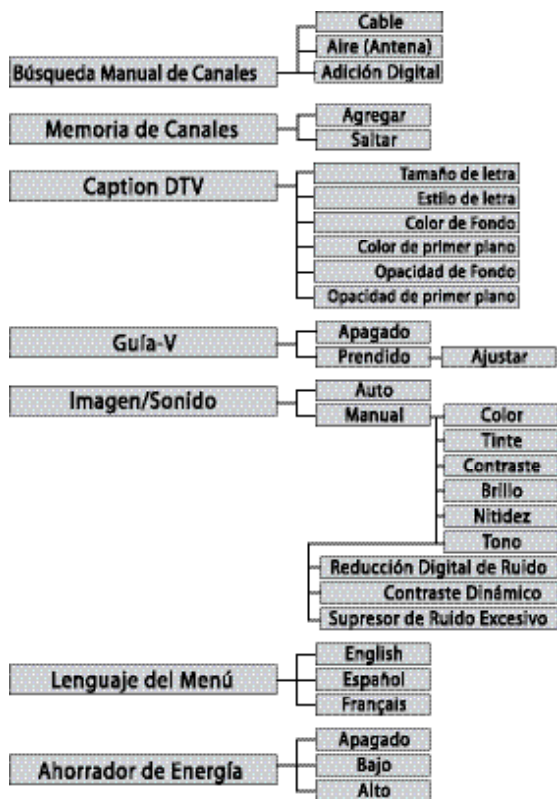 Cable
Aire (Antena)
Búsqueda Manual de Canales
Adición Digital
Memoria de Canales
Agregar
Saltar
Caption DTV
Tamaño de letra
Estilo de letra
Color de Fondo
Color de primer plano
Opacidad de Fondo
Opacidad de primer plano
Guía-V
Apagado
Prendido
Ajustar
Imagen/Sonido
Auto
Manual
Color
Tinte
Contraste
Brillo
Nitidez
Tono
Reducción Digital de Ruido
Contraste Dinámico
Supresor de Ruido Excesivo
Lenguaje del Menú
English
Español
Français
Ahorrador de Energía
Apagado
Bajo
Alto